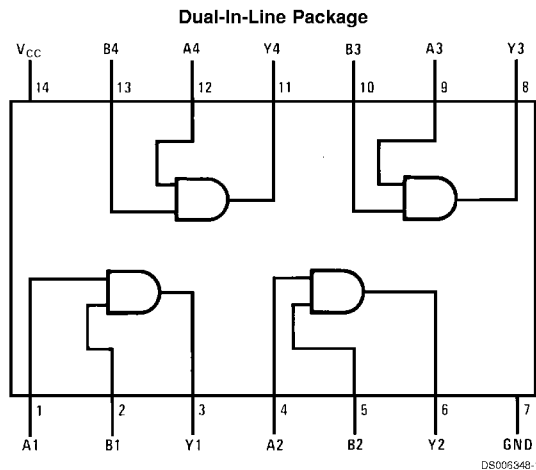 Dual-In-Line Package
VCC B4 A4 Y4 B3 A3 Y3
14 13 12 11 10 9 8
1 2 3 4 5 6 7
A1 B1 Y1 A2 B2 Y2 GND
DS006348-